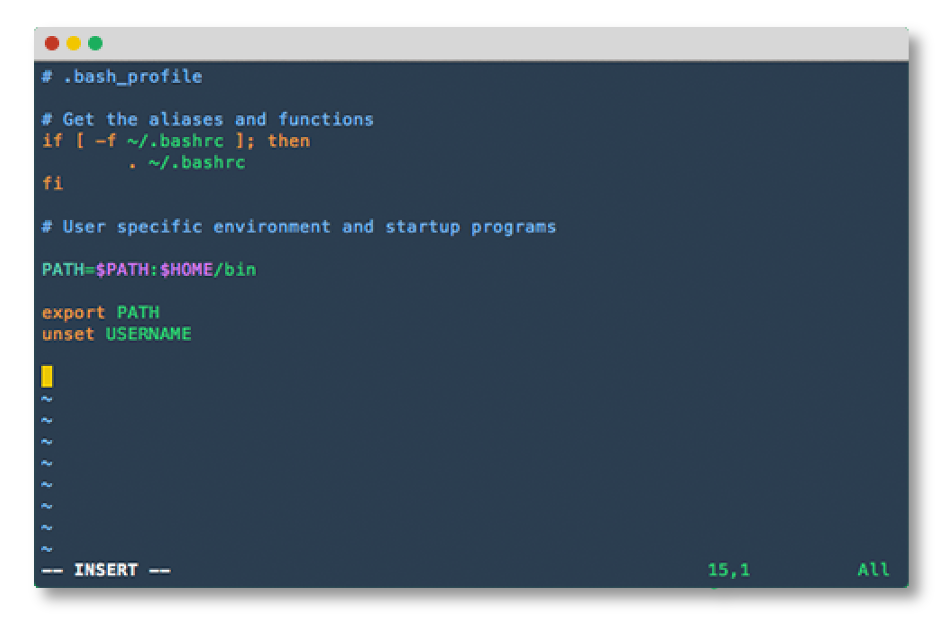 # .bash_profile
# Get the aliases and functions
if [ -f ~/.bashrc ]; then
        . ~/.bashrc
fi
# User specific environment and startup programs
PATH=$PATH:$HOME/bin
export PATH
unset USERNAME
~
~
~
~
~
~
~
~
-- INSERT -- 15,1 All